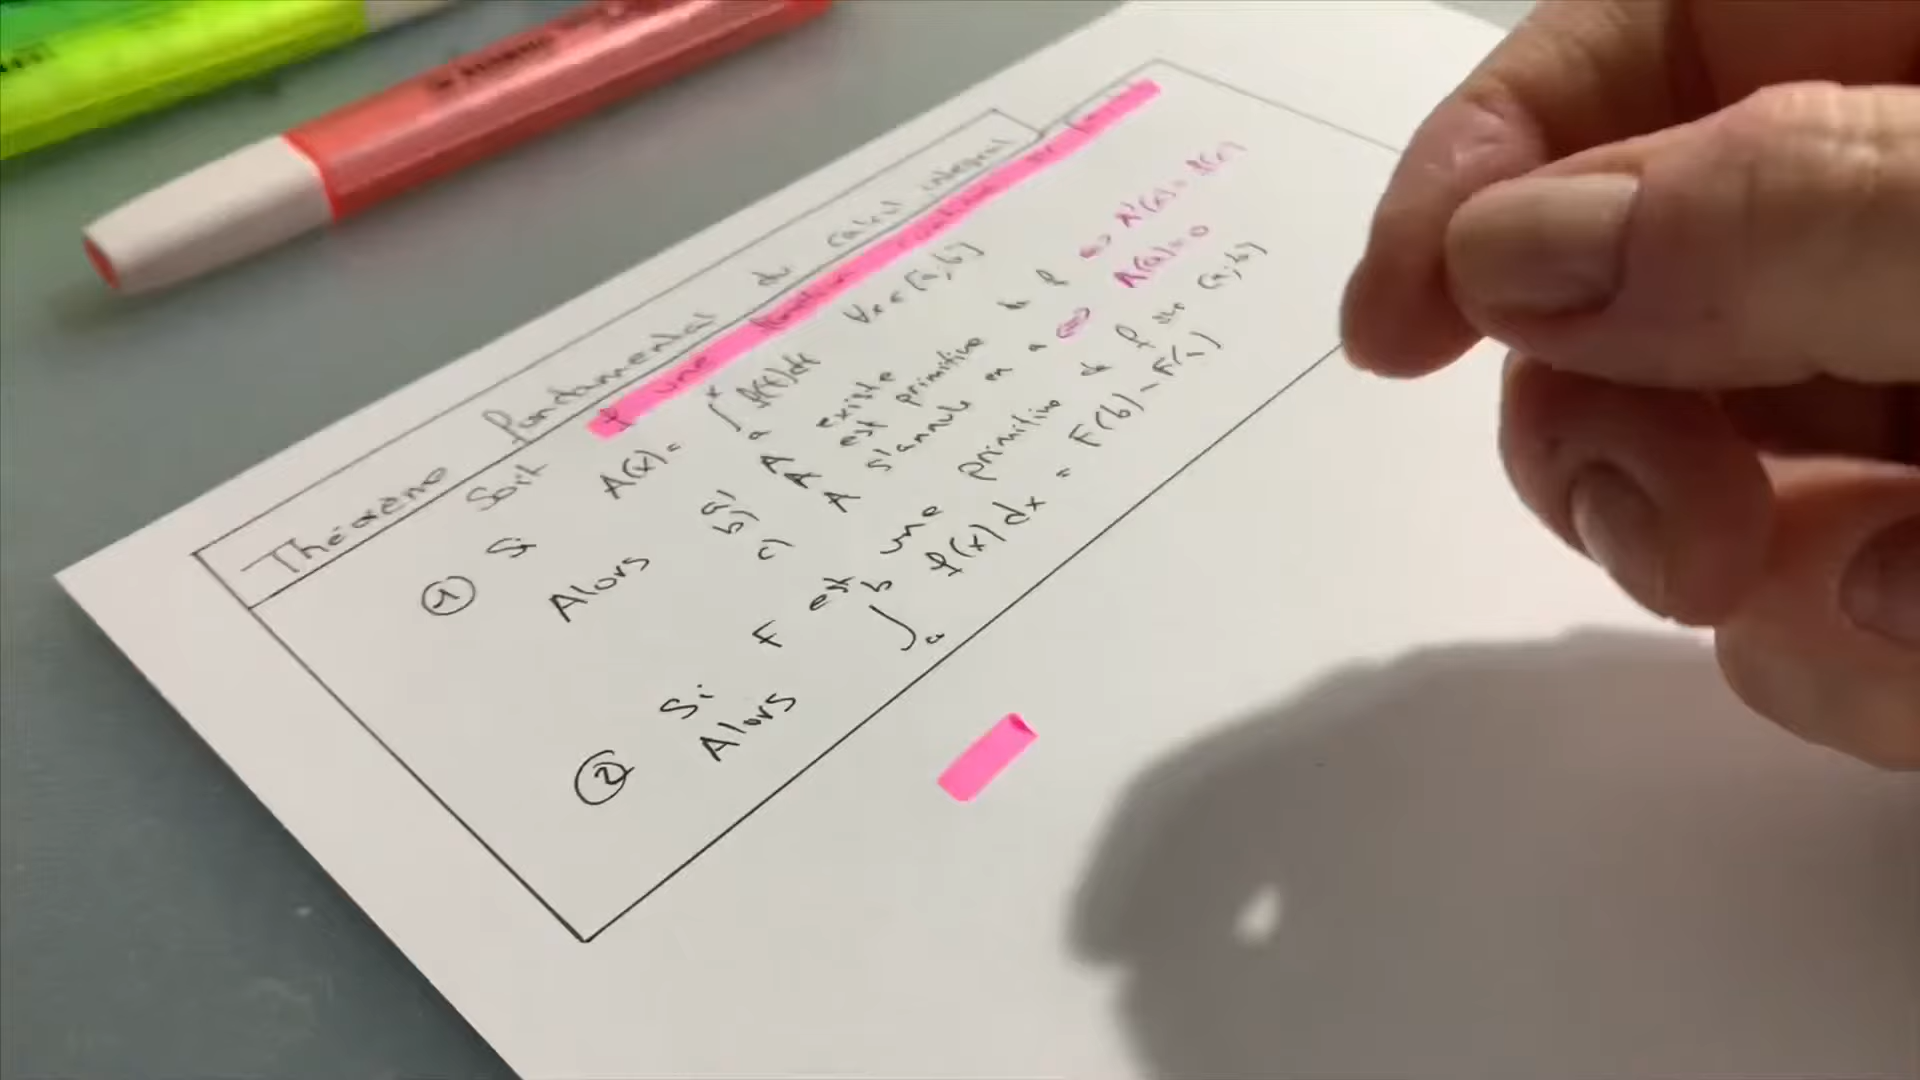 Théorème fondamental du calcul intégral
Soit f une fonction continue sur
① Si A(x) = ∫ₐˣ f(t)dt ∀x ∈ [a;b]
Alors a) A existe
b) A est primitive de f ⇔ A'(x) = f(x)
c) A s'annule en a ⇔ A(a) = 0
② Si F est une primitive de f sur [a;b]
Alors ∫ₐᵇ f(x)dx = F(b) - F(a)